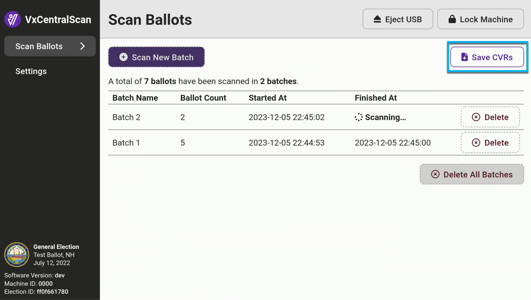 VxCentralScan
Scan Ballots
Settings
General Election
Test Ballot, NH
July 12, 2022
Software Version: dev
Machine ID: 0000
Election ID: ff0f661780
Scan Ballots
Eject USB
Lock Machine
Scan New Batch
Save CVRs
A total of 7 ballots have been scanned in 2 batches.
Batch Name Ballot Count Started At Finished At
Batch 2 2 2023-12-05 22:45:02 Scanning... Delete
Batch 1 5 2023-12-05 22:44:53 2023-12-05 22:45:00 Delete
Delete All Batches